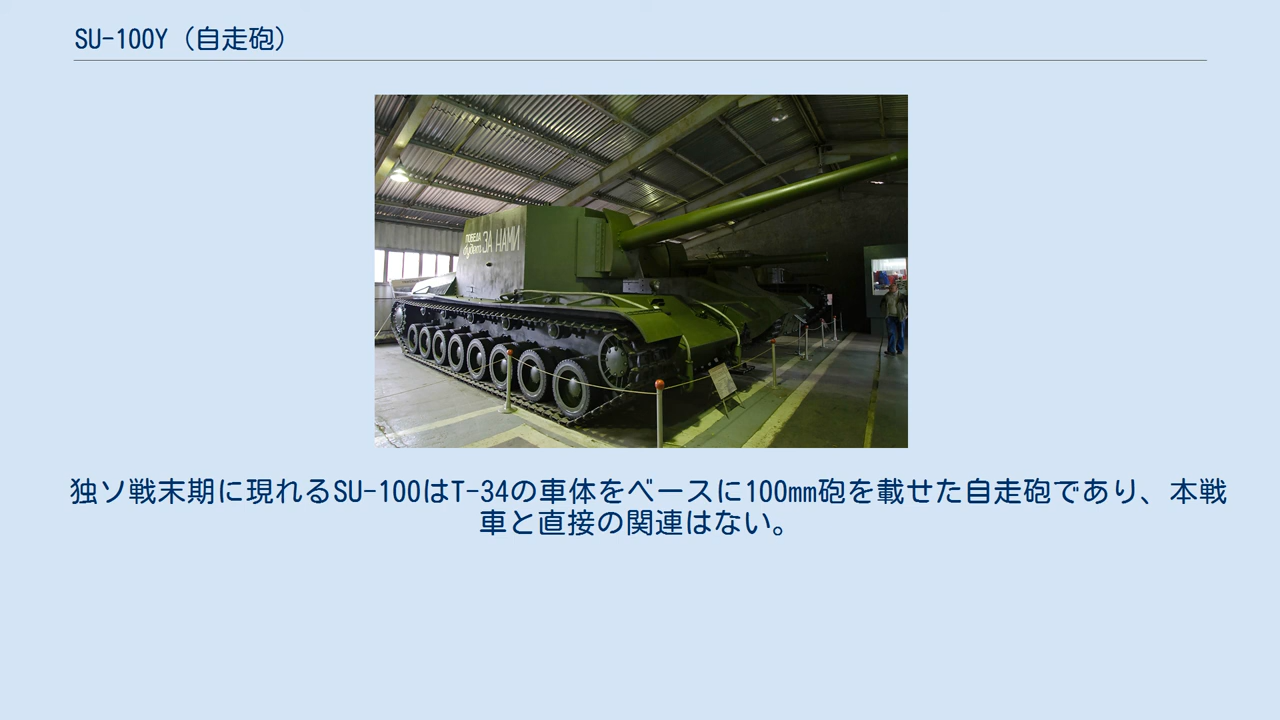 SU-100Y（自走砲）
ПОБЕДА
будет ЗА НАМИ
独ソ戦末期に現れるSU-100はT-34の車体をベースに100mm砲を載せた自走砲であり、本戦
車と直接の関連はない。